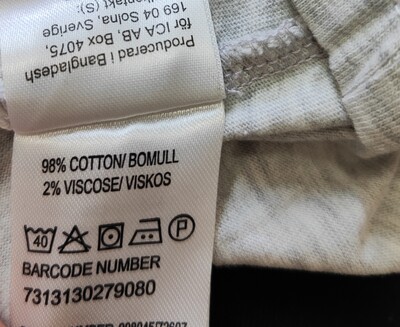 Producerad i Bangladesh
för ICA AB, Box 4075,
169 04 Solna, Sverige
(S):
98% COTTON/ BOMULL
2% VISCOSE/ VISKOS
40 P
BARCODE NUMBER
7313130279080